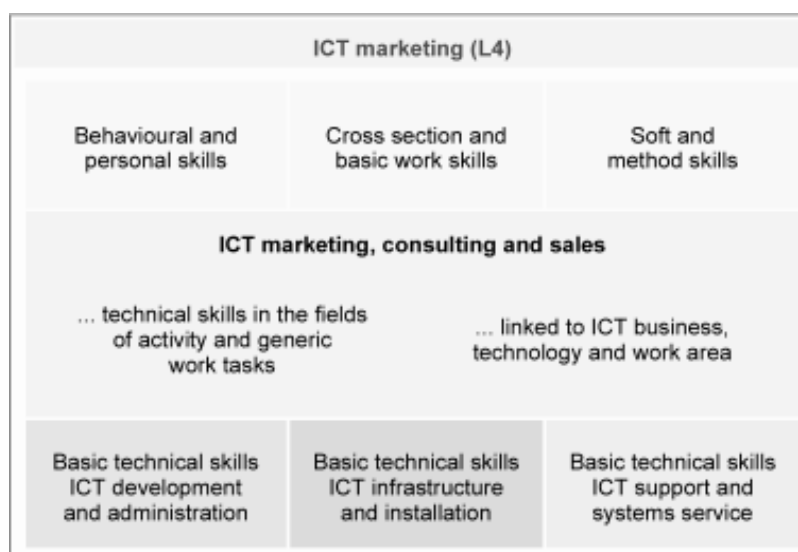 ICT marketing (L4)
Behavioural and
personal skills
Cross section and
basic work skills
Soft and
method skills
ICT marketing, consulting and sales
... technical skills in the fields
of activity and generic
work tasks
... linked to ICT business,
technology and work area
Basic technical skills
ICT development
and administration
Basic technical skills
ICT infrastructure
and installation
Basic technical skills
ICT support and
systems service